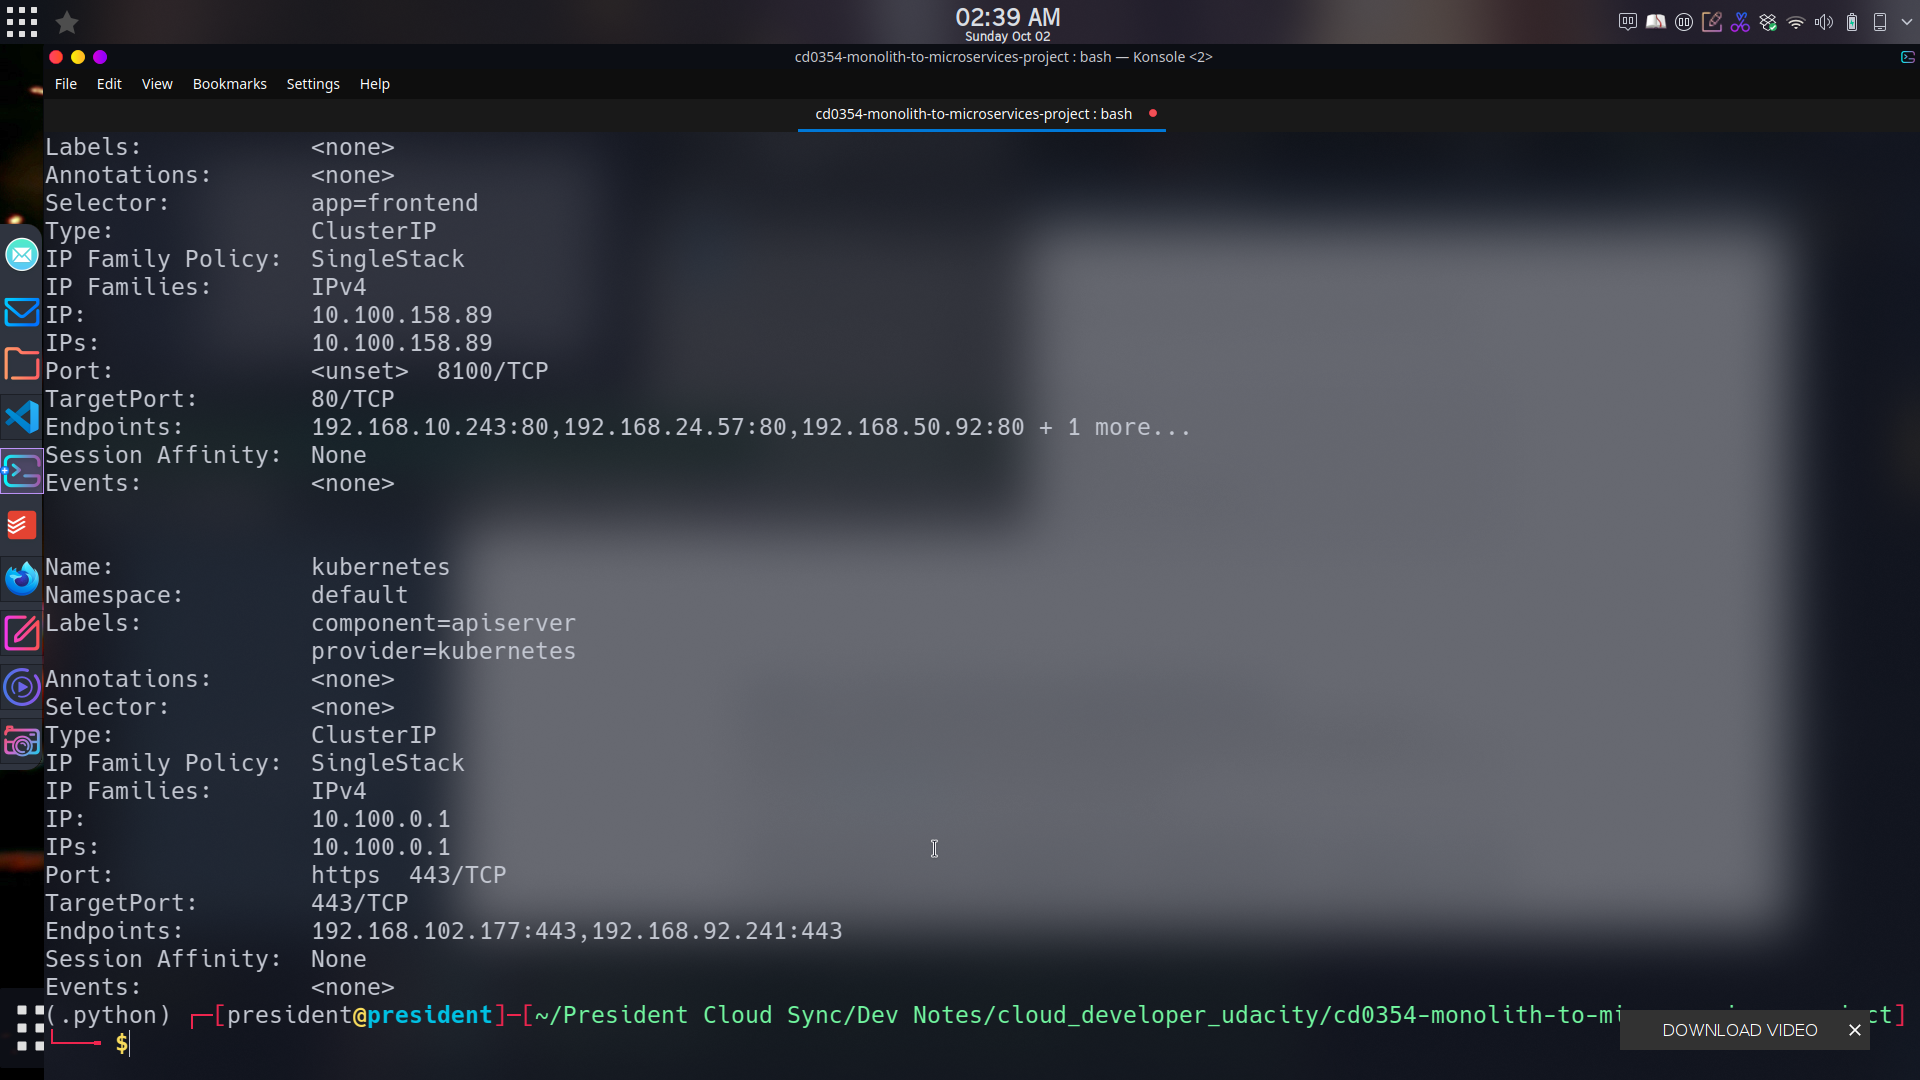 02:39 AM
Sunday Oct 02
cd0354-monolith-to-microservices-project : bash — Konsole <2>
File Edit View Bookmarks Settings Help
cd0354-monolith-to-microservices-project : bash
Labels: <none>
Annotations: <none>
Selector: app=frontend
Type: ClusterIP
IP Family Policy: SingleStack
IP Families: IPv4
IP: 10.100.158.89
IPs: 10.100.158.89
Port: <unset> 8100/TCP
TargetPort: 80/TCP
Endpoints: 192.168.10.243:80,192.168.24.57:80,192.168.50.92:80 + 1 more...
Session Affinity: None
Events: <none>
Name: kubernetes
Namespace: default
Labels: component=apiserver
provider=kubernetes
Annotations: <none>
Selector: <none>
Type: ClusterIP
IP Family Policy: SingleStack
IP Families: IPv4
IP: 10.100.0.1
IPs: 10.100.0.1
Port: https 443/TCP
TargetPort: 443/TCP
Endpoints: 192.168.102.177:443,192.168.92.241:443
Session Affinity: None
Events: <none>
(.python) ┌─[president@president]─[~/President Cloud Sync/Dev Notes/cloud_developer_udacity/cd0354-monolith-to-
└──╼ $
DOWNLOAD VIDEO ×